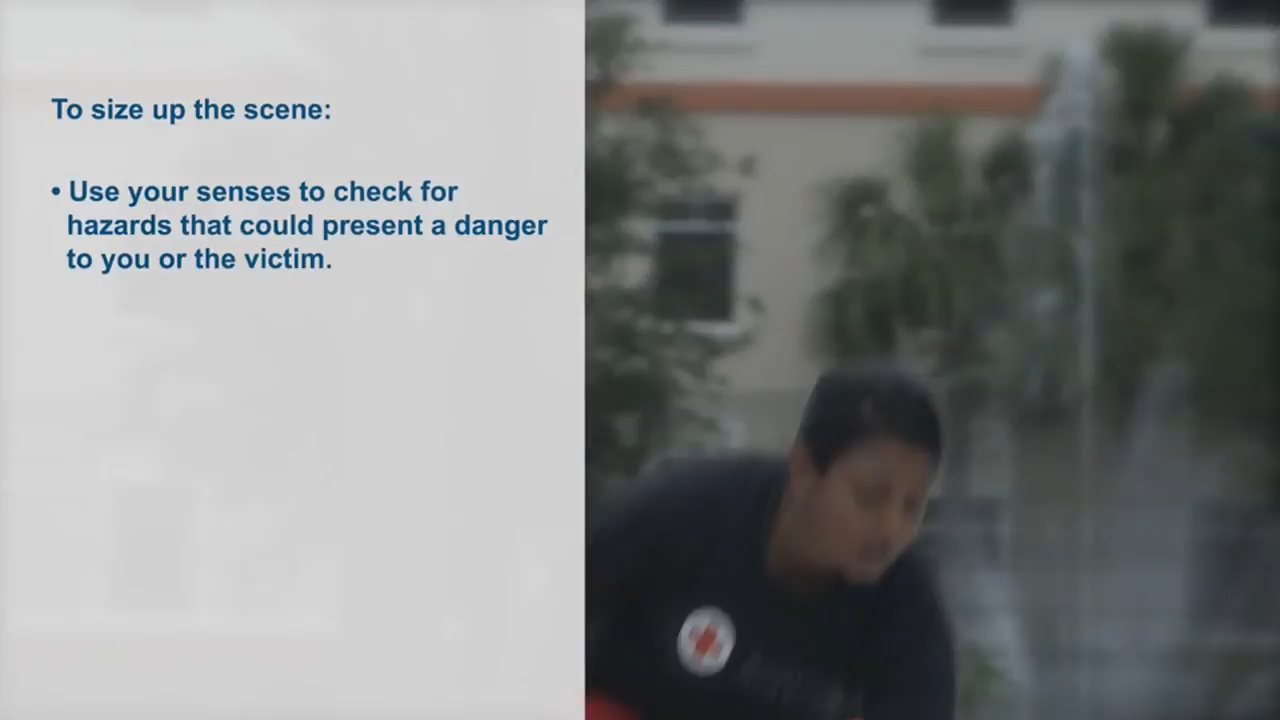 To size up the scene:
• Use your senses to check for
hazards that could present a danger
to you or the victim.